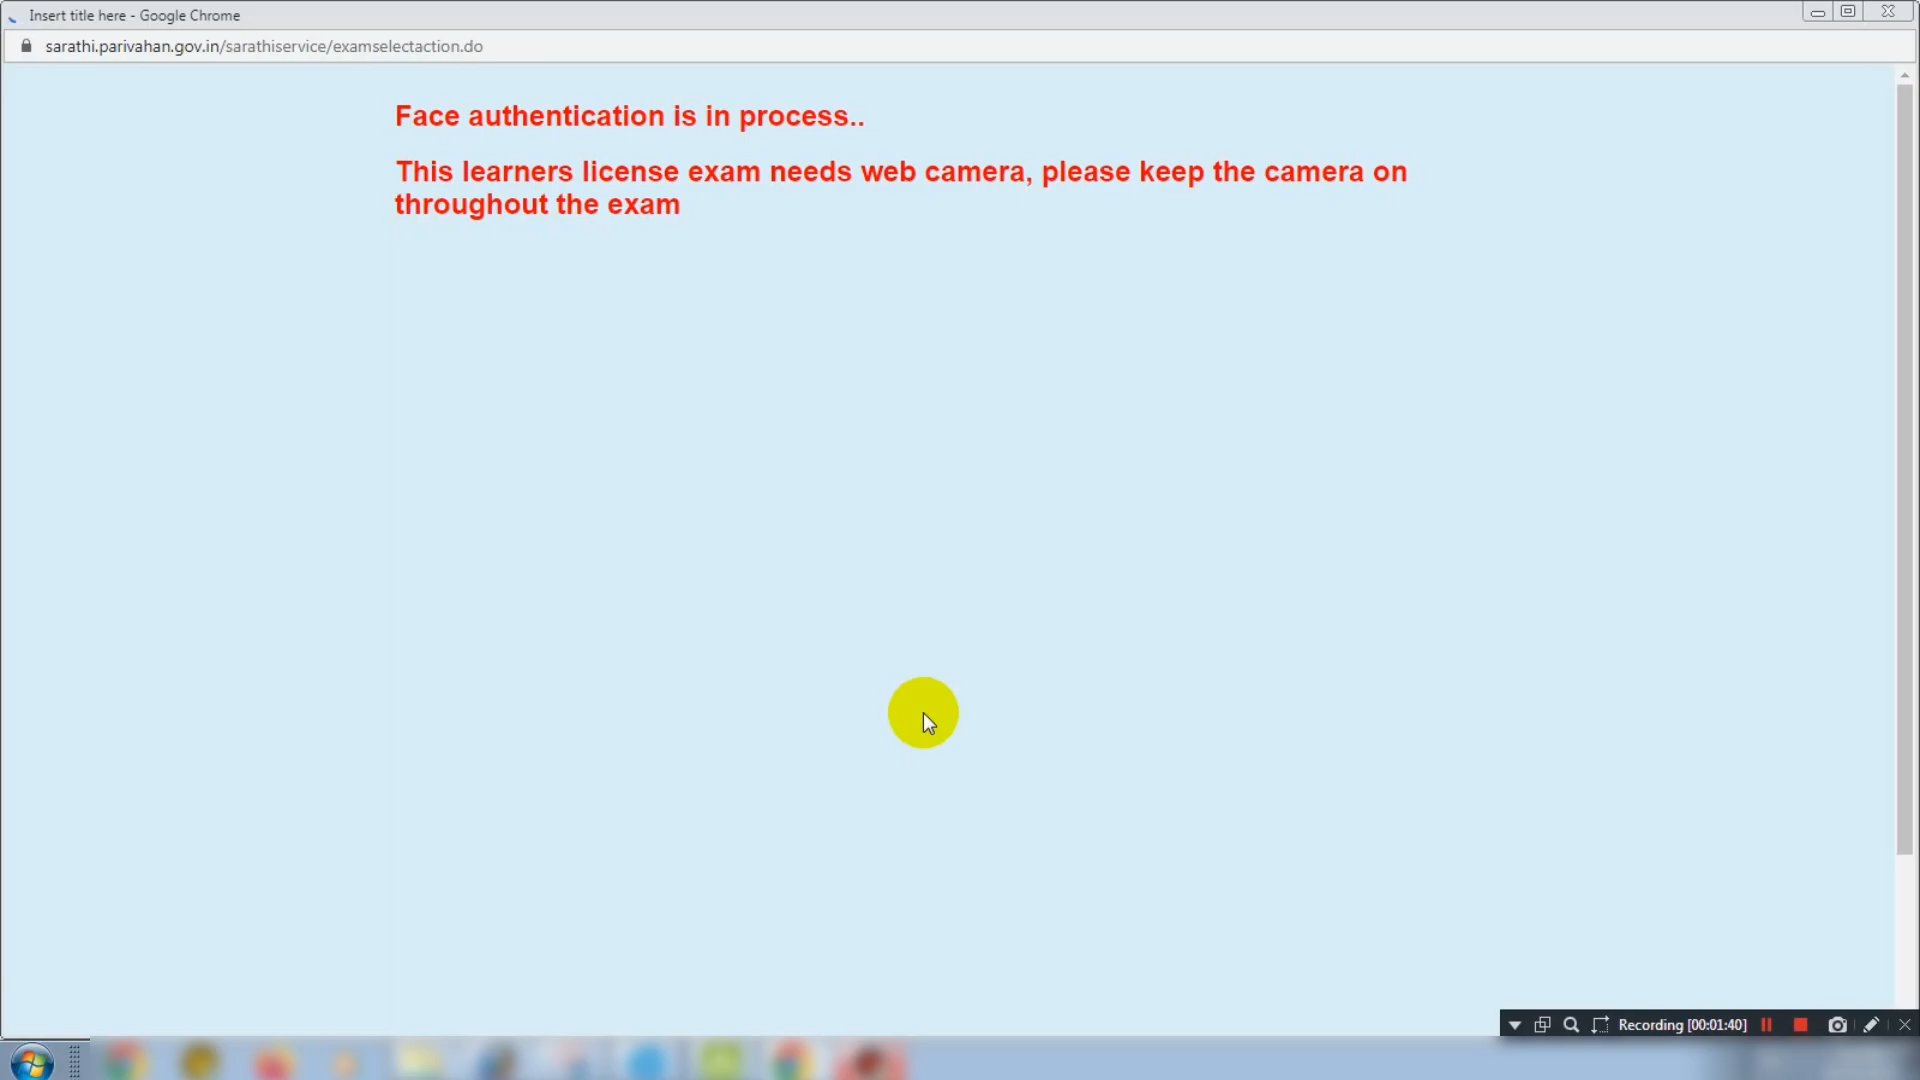 Insert title here - Google Chrome
sarathi.parivahan.gov.in/sarathiservice/examselectaction.do
Face authentication is in process..
This learners license exam needs web camera, please keep the camera on
throughout the exam
Recording [00:01:40]